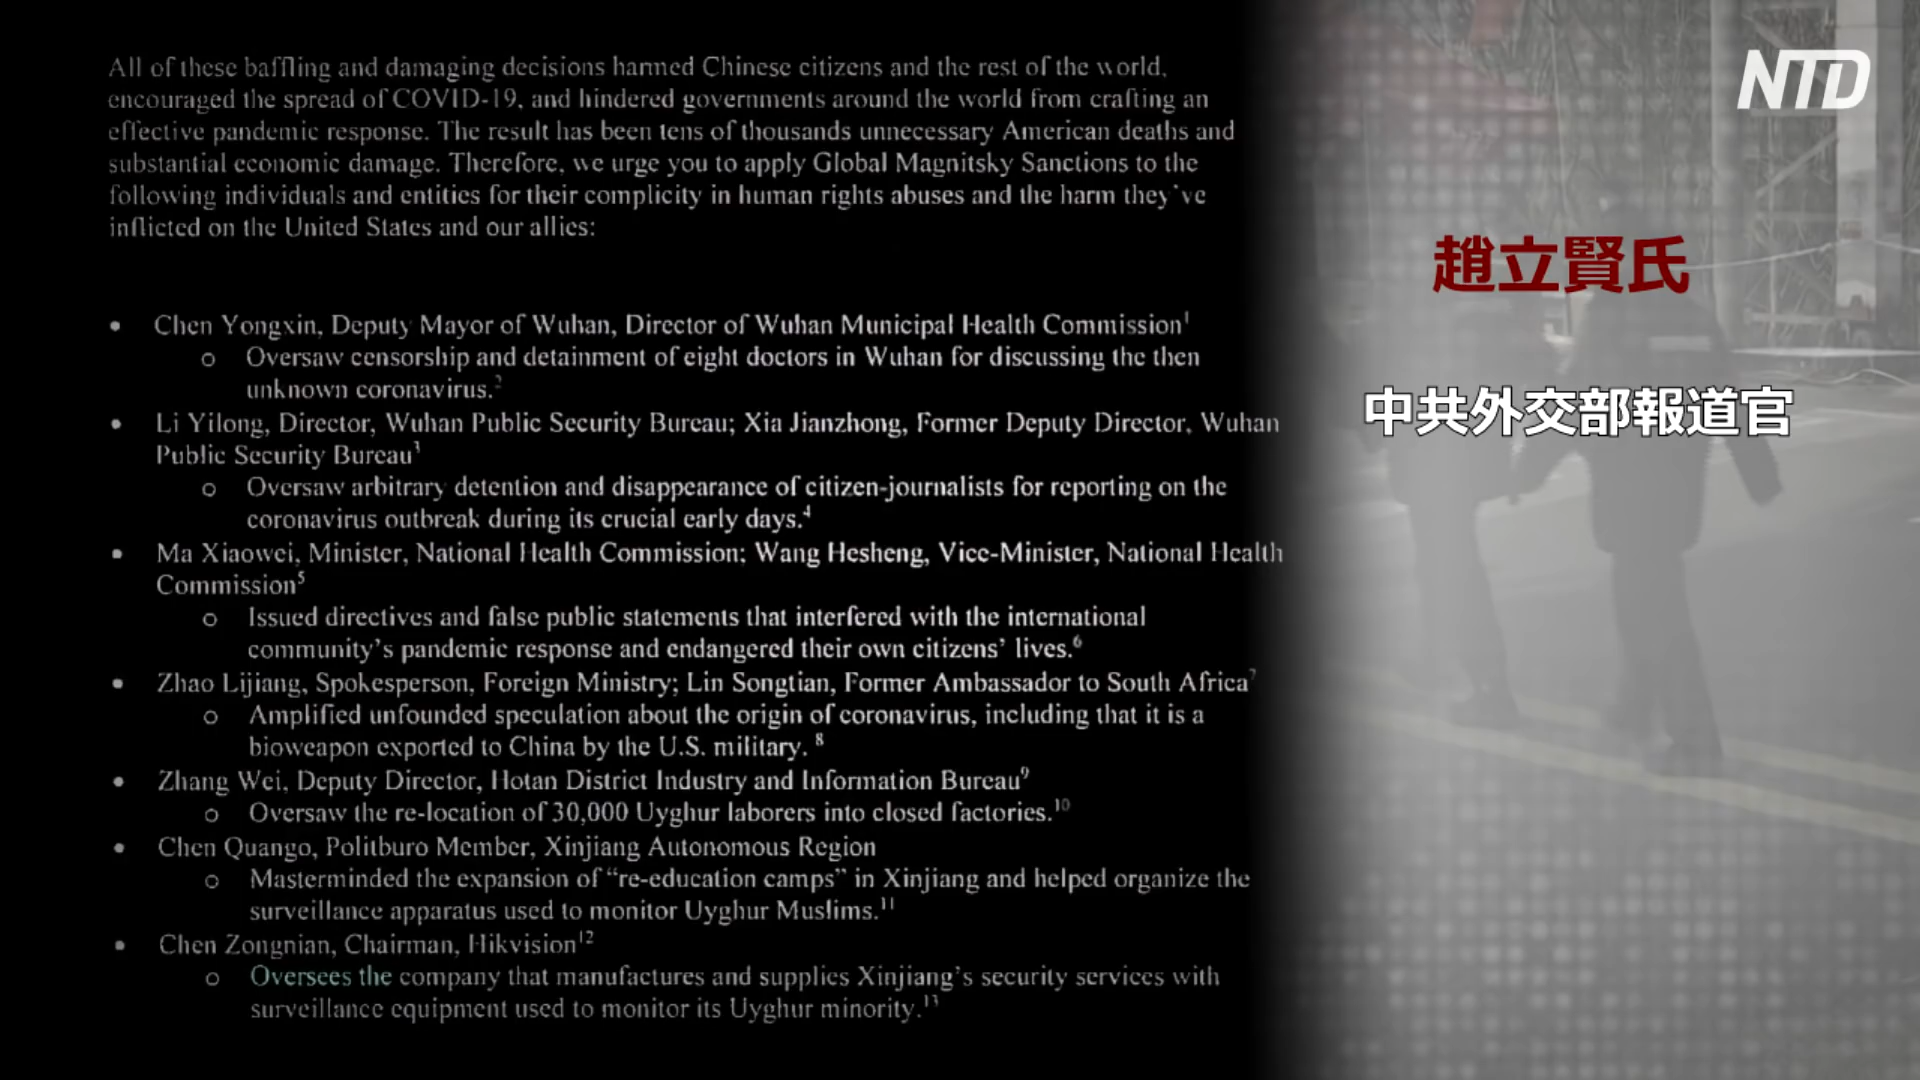 All of these baffling and damaging decisions harmed Chinese citizens and the rest of the world,
encouraged the spread of COVID-19, and hindered governments around the world from crafting an
effective pandemic response. The result has been tens of thousands unnecessary American deaths and
substantial economic damage. Therefore, we urge you to apply Global Magnitsky Sanctions to the
following individuals and entities for their complicity in human rights abuses and the harm they've
inflicted on the United States and our allies:
• Chen Yongxin, Deputy Mayor of Wuhan, Director of Wuhan Municipal Health Commission¹
o Oversaw censorship and detainment of eight doctors in Wuhan for discussing the then
unknown coronavirus.²
• Li Yilong, Director, Wuhan Public Security Bureau; Xia Jianzhong, Former Deputy Director, Wuhan
Public Security Bureau³
o Oversaw arbitrary detention and disappearance of citizen-journalists for reporting on the
coronavirus outbreak during its crucial early days.⁴
• Ma Xiaowei, Minister, National Health Commission; Wang Hesheng, Vice-Minister, National Health
Commission⁵
o Issued directives and false public statements that interfered with the international
community's pandemic response and endangered their own citizens' lives.⁶
• Zhao Lijiang, Spokesperson, Foreign Ministry; Lin Songtian, Former Ambassador to South Africa⁷
o Amplified unfounded speculation about the origin of coronavirus, including that it is a
bioweapon exported to China by the U.S. military. ⁸
• Zhang Wei, Deputy Director, Hotan District Industry and Information Bureau⁹
o Oversaw the re-location of 30,000 Uyghur laborers into closed factories.¹⁰
• Chen Quango, Politburo Member, Xinjiang Autonomous Region
o Masterminded the expansion of “re-education camps” in Xinjiang and helped organize the
surveillance apparatus used to monitor Uyghur Muslims.¹¹
• Chen Zongnian, Chairman, Hikvision¹²
o Oversees the company that manufactures and supplies Xinjiang's security services with
surveillance equipment used to monitor its Uyghur minority.¹³
NTD
趙立賢氏
中共外交部報道官